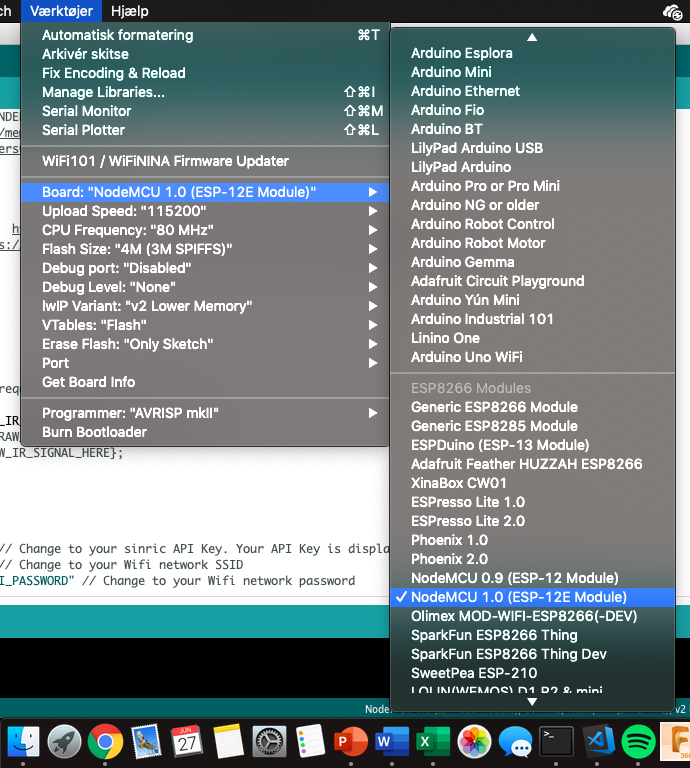 Værktøjer Hjælp
Automatisk formatering ⌘T
Arkivér skitse
Fix Encoding & Reload
Manage Libraries... ⇧⌘I
Serial Monitor ⇧⌘M
Serial Plotter ⇧⌘L
WiFi101 / WiFiNINA Firmware Updater
Board: "NodeMCU 1.0 (ESP-12E Module)"
Upload Speed: "115200"
CPU Frequency: "80 MHz"
Flash Size: "4M (3M SPIFFS)"
Debug port: "Disabled"
Debug Level: "None"
lwIP Variant: "v2 Lower Memory"
VTables: "Flash"
Erase Flash: "Only Sketch"
Port
Get Board Info
Programmer: "AVRISP mkII"
Burn Bootloader
Arduino Esplora
Arduino Mini
Arduino Ethernet
Arduino Fio
Arduino BT
LilyPad Arduino USB
LilyPad Arduino
Arduino Pro or Pro Mini
Arduino NG or older
Arduino Robot Control
Arduino Robot Motor
Arduino Gemma
Adafruit Circuit Playground
Arduino Yún Mini
Arduino Industrial 101
Linino One
Arduino Uno WiFi
ESP8266 Modules
Generic ESP8266 Module
Generic ESP8285 Module
ESPDuino (ESP-13 Module)
Adafruit Feather HUZZAH ESP8266
XinaBox CW01
ESPresso Lite 1.0
ESPresso Lite 2.0
Phoenix 1.0
Phoenix 2.0
NodeMCU 0.9 (ESP-12 Module)
✓ NodeMCU 1.0 (ESP-12E Module)
Olimex MOD-WIFI-ESP8266(-DEV)
SparkFun ESP8266 Thing
SparkFun ESP8266 Thing Dev
SweetPea ESP-210
LOLIN(WEMOS) D1 R2 & mini
W_IR_SIGNAL_HERE};
// Change to your sinric API Key. Your API Key is displa
// Change to your Wifi network SSID
I_PASSWORD" // Change to your Wifi network password
JUN
27